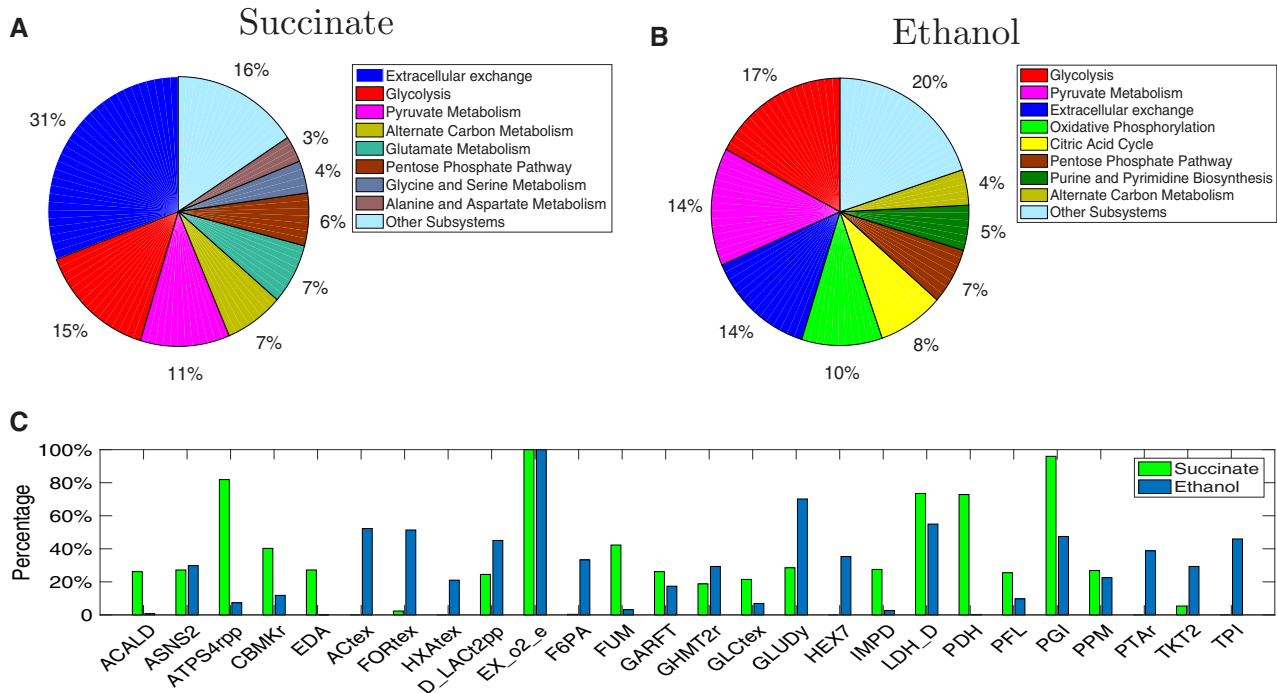 A
Succinate
16%
3%
4%
6%
7%
7%
11%
15%
31%
Extracellular exchange
Glycolysis
Pyruvate Metabolism
Alternate Carbon Metabolism
Glutamate Metabolism
Pentose Phosphate Pathway
Glycine and Serine Metabolism
Alanine and Aspartate Metabolism
Other Subsystems
B
Ethanol
17%
20%
4%
5%
7%
8%
10%
14%
14%
Glycolysis
Pyruvate Metabolism
Extracellular exchange
Oxidative Phosphorylation
Citric Acid Cycle
Pentose Phosphate Pathway
Purine and Pyrimidine Biosynthesis
Alternate Carbon Metabolism
Other Subsystems
C
Percentage
100%
80%
60%
40%
20%
0
Succinate
Ethanol
ACALD
ASNS2
ATPS4rpp
CBMKr
EDA
ACtex
FORtex
HXAtex
D_LACt2pp
EX_o2_e
F6PA
FUM
GARFT
GHMT2r
GLCtex
GLUDy
HEX7
IMPD
LDH_D
PDH
PFL
PGI
PPM
PTAr
TKT2
TPI